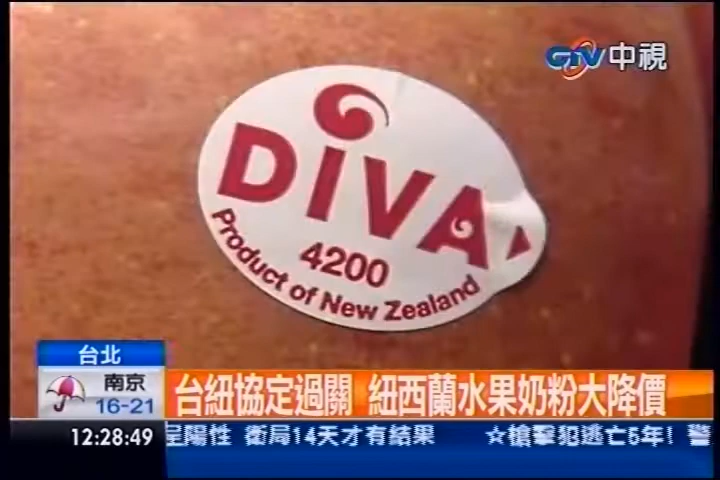 CTV中視
DIVA
4200
Product of New Zealand
台北
南京
16-21
台紐協定過關 紐西蘭水果奶粉大降價
12:28:49
呈陽性 衛局14天才有結果 ☆槍擊犯逃亡6年! 警